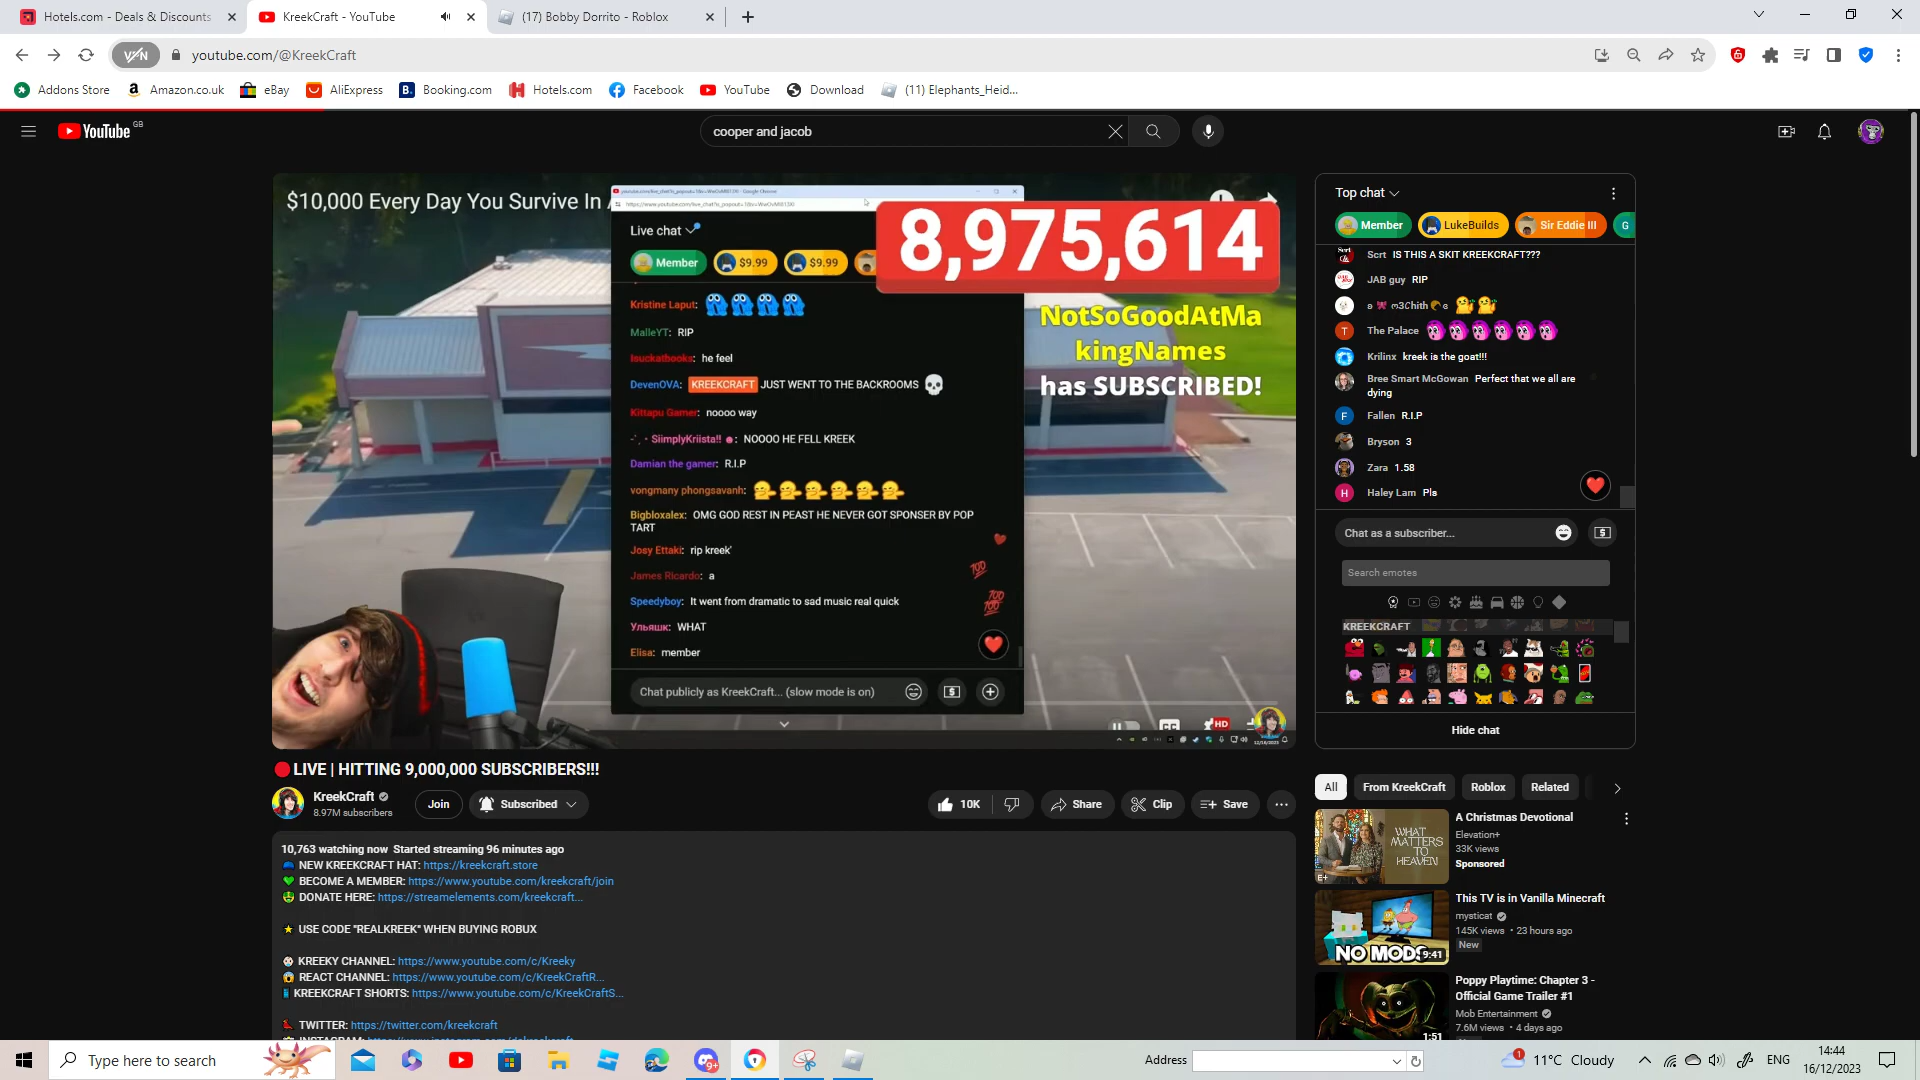 Hotels.com - Deals & Discounts
KreekCraft - YouTube
(17) Bobby Dorrito - Roblox
VPN
youtube.com/@KreekCraft
Addons Store
Amazon.co.uk
eBay
AliExpress
Booking.com
Hotels.com
Facebook
YouTube
Download
(11) Elephants_Heid...
YouTube GB
cooper and jacob
$10,000 Every Day You Survive In
Live chat
Member
$9.99
$9.99
8,975,614
NotSoGoodAtMa
kingNames
has SUBSCRIBED!
Kristine Laput:
MalleYT: RIP
Isuckatbooks: he feel
DevenOVA: KREEKCRAFT JUST WENT TO THE BACKROOMS 💀
Kittapu Gamer: noooo way
SiimplyKriista!!: NOOOO HE FELL KREEK
Damian the gamer: R.I.P
vongmany phongsavanh:
Bigbloxalex: OMG GOD REST IN PEAST HE NEVER GOT SPONSER BY POP
TART
Josy Ettaki: rip kreek'
James Ricardo: a
Speedyboy: It went from dramatic to sad music real quick
Ульяшк: WHAT
Elisa: member
100
100
100
Chat publicly as KreekCraft... (slow mode is on)
CC
HD
12/16/2023
Top chat
Member
LukeBuilds
Sir Eddie III
G
Scrt IS THIS A SKIT KREEKCRAFT???
JAB guy RIP
The Palace
Krilinx kreek is the goat!!!
Bree Smart McGowan Perfect that we all are
dying
Fallen R.I.P
Bryson 3
Zara 1.58
Haley Lam Pls
Chat as a subscriber...
Search emotes
KREEKCRAFT
Hide chat
LIVE | HITTING 9,000,000 SUBSCRIBERS!!!
KreekCraft
8.97M subscribers
Join
Subscribed
10K
Share
Clip
Save
10,763 watching now Started streaming 96 minutes ago
NEW KREEKCRAFT HAT: https://kreekcraft.store
BECOME A MEMBER: https://www.youtube.com/kreekcraft/join
DONATE HERE: https://streamelements.com/kreekcraft...
USE CODE "REALKREEK" WHEN BUYING ROBUX
KREEKY CHANNEL: https://www.youtube.com/c/Kreeky
REACT CHANNEL: https://www.youtube.com/c/KreekCraftR...
KREEKCRAFT SHORTS: https://www.youtube.com/c/KreekCraftS...
TWITTER: https://twitter.com/kreekcraft
All
From KreekCraft
Roblox
Related
WHAT
MATTERS
TO
HEAVEN
E+
A Christmas Devotional
Elevation+
33K views
Sponsored
NO MODS
9:41
This TV is in Vanilla Minecraft
mysticat
145K views • 23 hours ago
New
1:51
Poppy Playtime: Chapter 3 -
Official Game Trailer #1
Mob Entertainment
7.6M views • 4 days ago
Type here to search
9+
Address
1
11°C Cloudy
ENG
14:44
16/12/2023